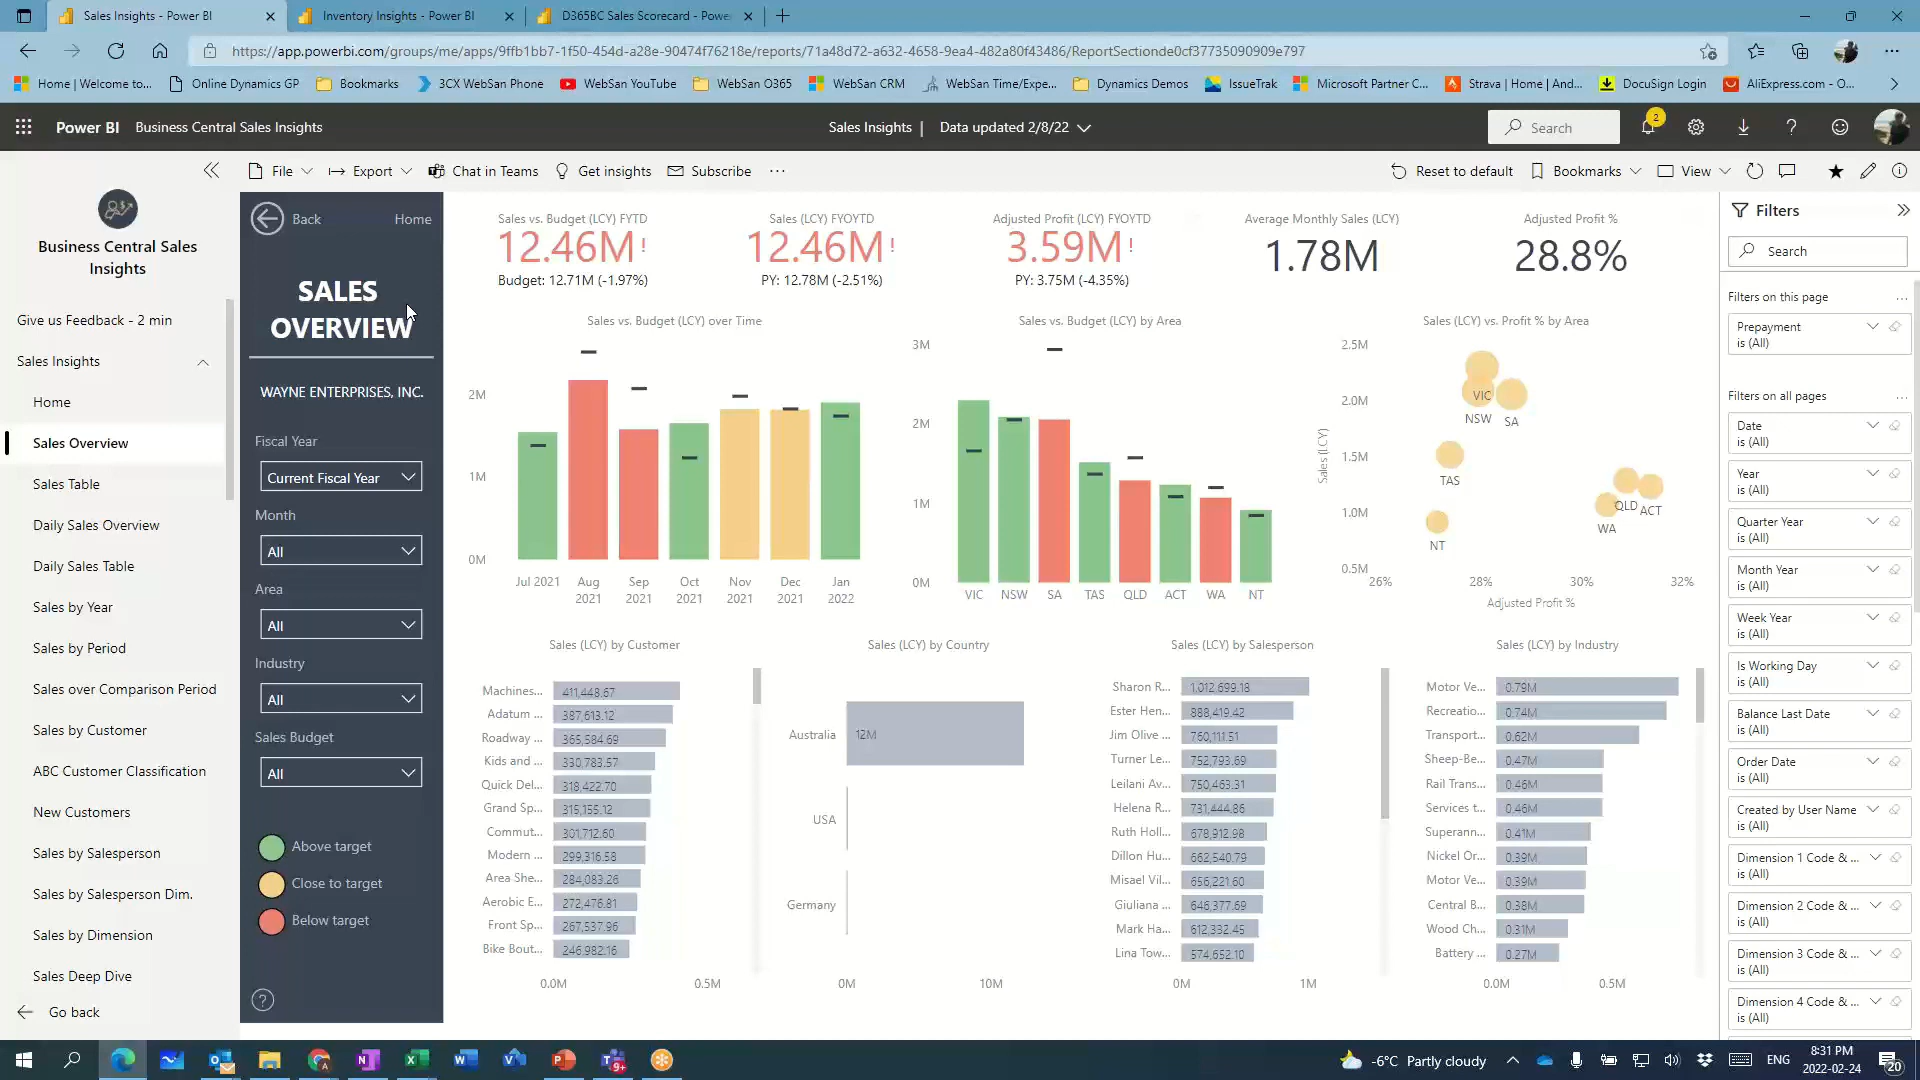 Sales Insights - Power BI
Inventory Insights - Power BI
D365BC Sales Scorecard - Powe
https://app.powerbi.com/groups/me/apps/9ffb1bb7-1f50-454d-a28e-90474f76218e/reports/71a48d72-a632-4658-9ea4-482a80f43486/ReportSectionde0cf37735090909e797
Home | Welcome to...
Online Dynamics GP
Bookmarks
3CX WebSan Phone
WebSan YouTube
WebSan O365
WebSan CRM
WebSan Time/Expe...
Dynamics Demos
IssueTrak
Microsoft Partner C...
Strava | Home | And...
DocuSign Login
AliExpress.com - O...
Power BI
Business Central Sales Insights
Sales Insights | Data updated 2/8/22
Search
2
File
Export
Chat in Teams
Get insights
Subscribe
Reset to default
Bookmarks
View
Business Central Sales
Insights
Give us Feedback - 2 min
Sales Insights
Home
Sales Overview
Sales Table
Daily Sales Overview
Daily Sales Table
Sales by Year
Sales by Period
Sales over Comparison Period
Sales by Customer
ABC Customer Classification
New Customers
Sales by Salesperson
Sales by Salesperson Dim.
Sales by Dimension
Sales Deep Dive
Go back
Back
Home
SALES
OVERVIEW
WAYNE ENTERPRISES, INC.
Fiscal Year
Current Fiscal Year
Month
All
Area
All
Industry
All
Sales Budget
All
Above target
Close to target
Below target
?
Sales vs. Budget (LCY) FYTD
12.46M!
Budget: 12.71M (-1.97%)
Sales (LCY) FYOYTD
12.46M!
PY: 12.78M (-2.51%)
Adjusted Profit (LCY) FYOYTD
3.59M!
PY: 3.75M (-4.35%)
Average Monthly Sales (LCY)
1.78M
Adjusted Profit %
28.8%
Sales vs. Budget (LCY) over Time
2M
1M
0M
Jul 2021
Aug 2021
Sep 2021
Oct 2021
Nov 2021
Dec 2021
Jan 2022
Sales vs. Budget (LCY) by Area
3M
2M
1M
0M
VIC NSW SA TAS QLD ACT WA NT
Sales (LCY) vs. Profit % by Area
Sales (LCY)
2.5M
2.0M
1.5M
1.0M
0.5M
VIC
NSW
SA
TAS
QLD
ACT
WA
NT
26% 28% 30% 32%
Adjusted Profit %
Sales (LCY) by Customer
Machines... 411,448.67
Adatum ... 387,613.12
Roadway ... 365,584.69
Kids and ... 330,783.57
Quick Del... 318,422.70
Grand Sp... 315,155.12
Commut... 301,712.60
Modern ... 299,316.58
Area She... 284,083.26
Aerobic E... 272,476.81
Front Sp... 267,537.96
Bike Bout... 246,982.16
0.0M 0.5M
Sales (LCY) by Country
Australia 12M
USA
Germany
0M 10M
Sales (LCY) by Salesperson
Sharon R... 1,012,699.18
Ester Hen... 888,419.42
Jim Olive ... 760,111.51
Turner Le... 752,793.69
Leilani Av... 750,463.31
Helena R... 731,444.86
Ruth Holl... 678,912.98
Dillon Hu... 662,540.79
Misael Vil... 656,221.60
Giuliana ... 646,377.69
Mark Ha... 612,332.45
Lina Tow... 574,652.10
0M 1M
Sales (LCY) by Industry
Motor Ve... 0.79M
Recreatio... 0.74M
Transport... 0.62M
Sheep-Be... 0.47M
Rail Trans... 0.46M
Services t... 0.46M
Superann... 0.41M
Nickel Or... 0.39M
Motor Ve... 0.39M
Central B... 0.38M
Wood Ch... 0.31M
Battery ... 0.27M
0.0M 0.5M
Filters
Search
Filters on this page
Prepayment
is (All)
Filters on all pages
Date
is (All)
Year
is (All)
Quarter Year
is (All)
Month Year
is (All)
Week Year
is (All)
Is Working Day
is (All)
Balance Last Date
is (All)
Order Date
is (All)
Created by User Name
is (All)
Dimension 1 Code & ...
is (All)
Dimension 2 Code & ...
is (All)
Dimension 3 Code & ...
is (All)
Dimension 4 Code & ...
is (All)
9+
-6°C Partly cloudy
ENG
8:31 PM
2022-02-24
20